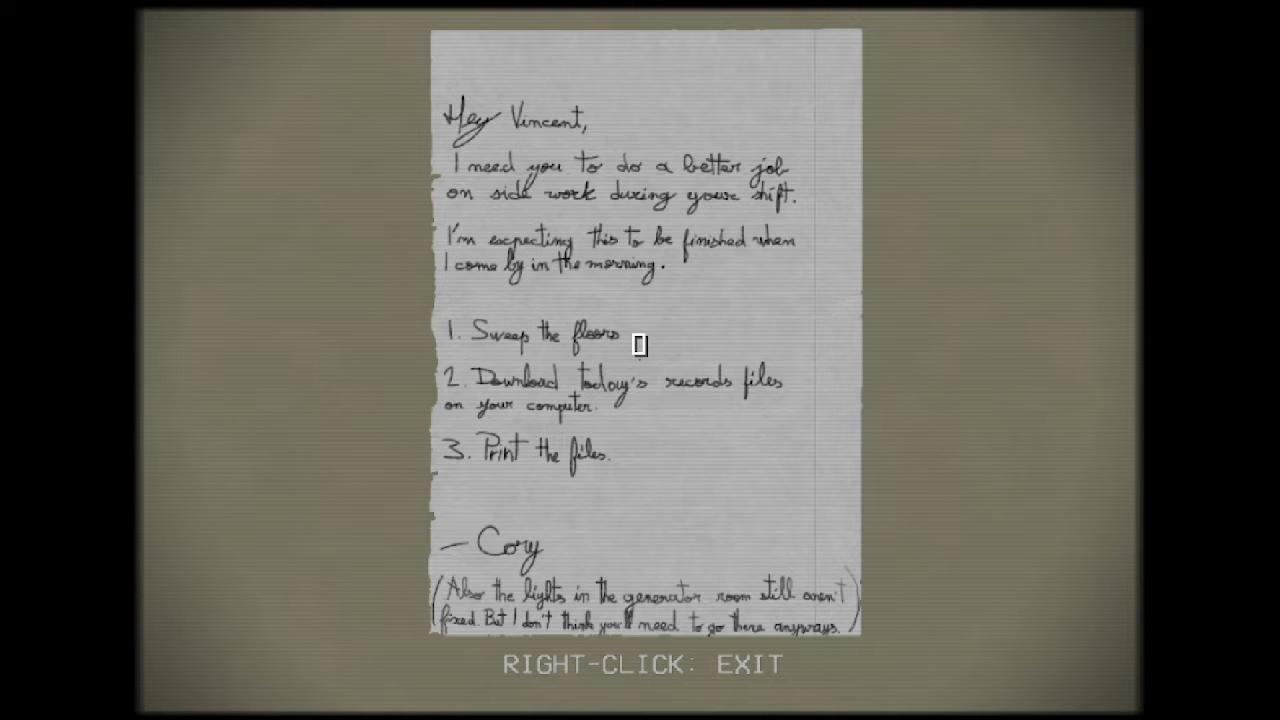 Hey Vincent,
I need you to do a better job
on side work during your shift.
I'm expecting this to be finished when
I come by in the morning.
1. Sweep the floors
2. Download today's records files
on your computer.
3. Print the files.
— Cory
(Also the lights in the generator room still aren't
fixed. But I don't think you'll need to go there anyways.)
RIGHT-CLICK: EXIT